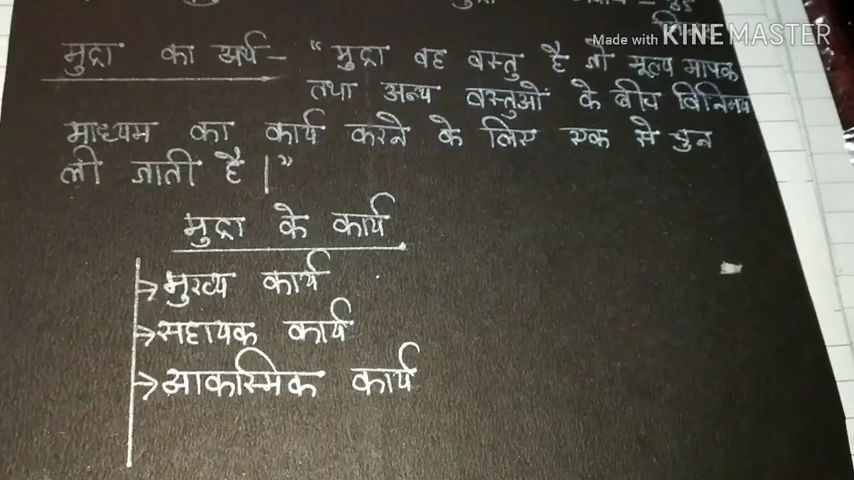 मुद्रा का अर्थ - "मुद्रा वह वस्तु है जो मूल्य मापक
तथा अन्य वस्तुओं के बीच विनिमय
माध्यम का कार्य करने के लिए एक से चुन
ली जाती है।"
मुद्रा के कार्य
मुख्य कार्य
सहायक कार्य
आकस्मिक कार्य
Made with KINEMASTER